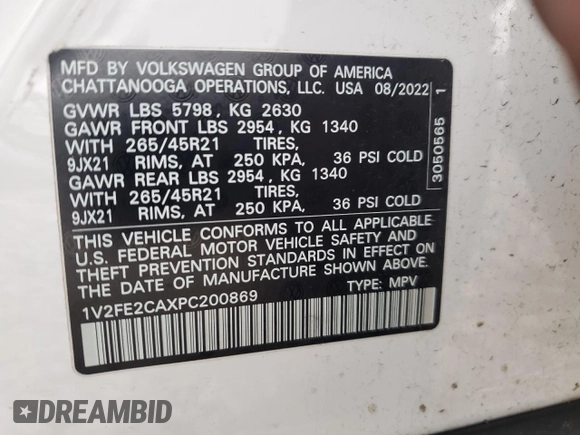 MFD BY VOLKSWAGEN GROUP OF AMERICA
CHATTANOOGA OPERATIONS, LLC. USA 08/2022
GVWR LBS 5798, KG 2630
GAWR FRONT LBS 2954, KG 1340
WITH 265/45R21 TIRES,
9JX21 RIMS, AT 250 KPA, 36 PSI COLD
GAWR REAR LBS 2954, KG 1340
WITH 265/45R21 TIRES,
9JX21 RIMS, AT 250 KPA, 36 PSI COLD
THIS VEHICLE CONFORMS TO ALL APPLICABLE
U.S. FEDERAL MOTOR VEHICLE SAFETY AND
THEFT PREVENTION STANDARDS IN EFFECT ON
THE DATE OF MANUFACTURE SHOWN ABOVE.
1V2FE2CAXPC200869 TYPE: MPV
3050565 1
DREAMBID